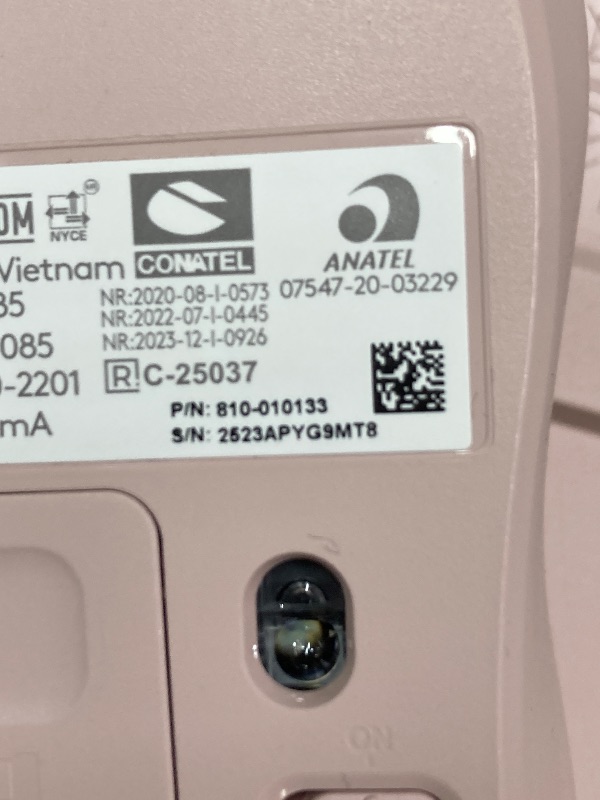 OM
NYCE
CONATEL
ANATEL
Vietnam
NR:2020-08-I-0573
07547-20-03229
85
NR:2022-07-I-0445
085
NR:2023-12-I-0926
-2201
R C-25037
mA
P/N: 810-010133
S/N: 2523APYG9MT8
ON